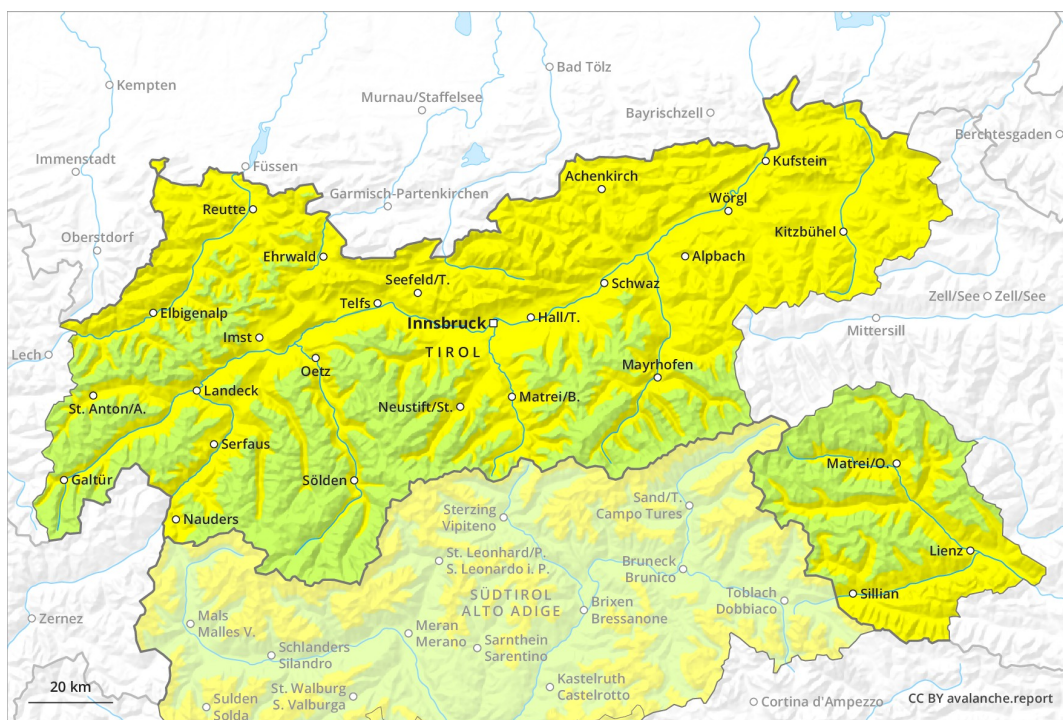 Kempten
Bad Tölz
Murnau/Staffelsee
Bayrischzell
Berchtesgaden
Immenstadt
Füssen
Kufstein
Garmisch-Partenkirchen
Achenkirch
Wörgl
Reutte
Oberstdorf
Kitzbühel
Ehrwald
Alpbach
Seefeld/T.
Schwaz
Zell/See
Zell/See
Telfs
Elbigenalp
Innsbruck
Hall/T.
Mittersill
Imst
Lech
TIROL
Oetz
Mayrhofen
Landeck
St. Anton/A.
Neustift/St.
Matrei/B.
Serfaus
Matrei/O.
Galtür
Sölden
Sand/T.
Campo Tures
Sterzing
Vipiteno
Nauders
Lienz
St. Leonhard/P.
S. Leonardo i. P.
Bruneck
Brunico
SÜDTIROL
ALTO ADIGE
Toblach
Dobbiaco
Sillian
Brixen
Bressanone
Zernez
Mals
Malles V.
Meran
Merano
Sarnthein
Sarentino
Schlanders
Silandro
20 km
St. Walburg
S. Valburga
Kastelruth
Castelrotto
Sulden
Solda
Cortina d'Ampezzo
CC BY avalanche.report